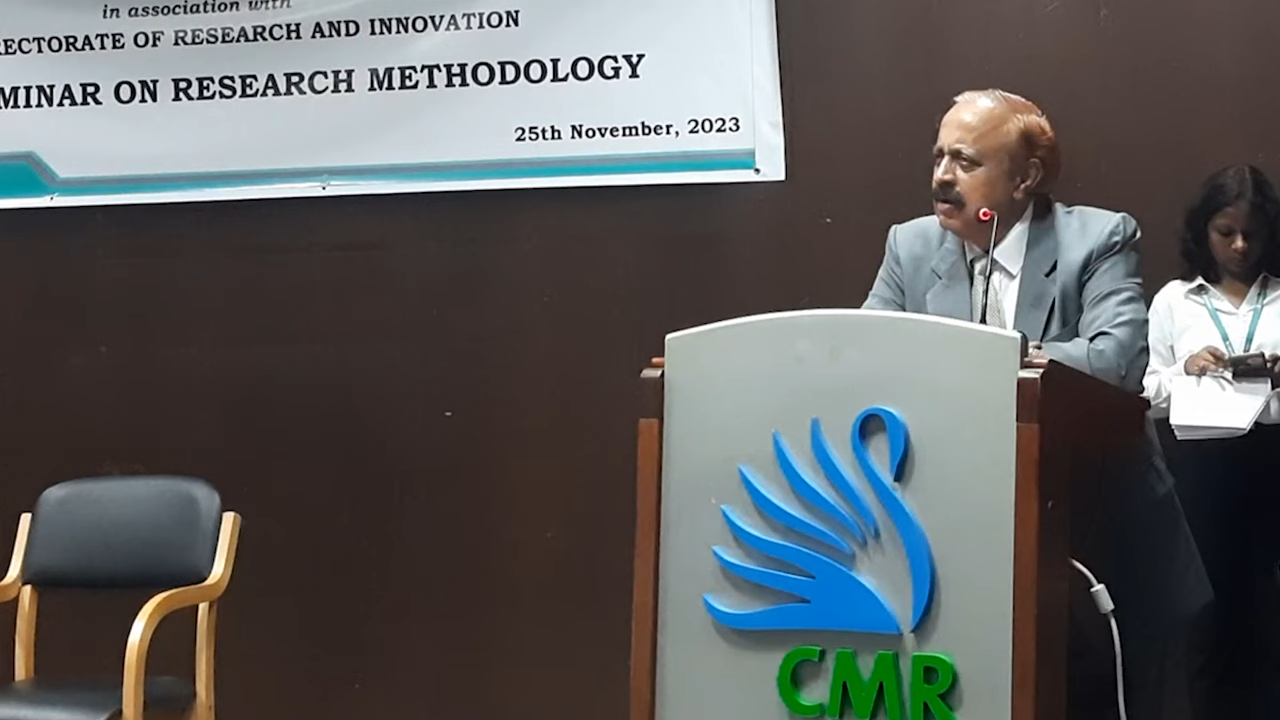 in association with
RECTORATE OF RESEARCH AND INNOVATION
MINAR ON RESEARCH METHODOLOGY
25th November, 2023
CMR